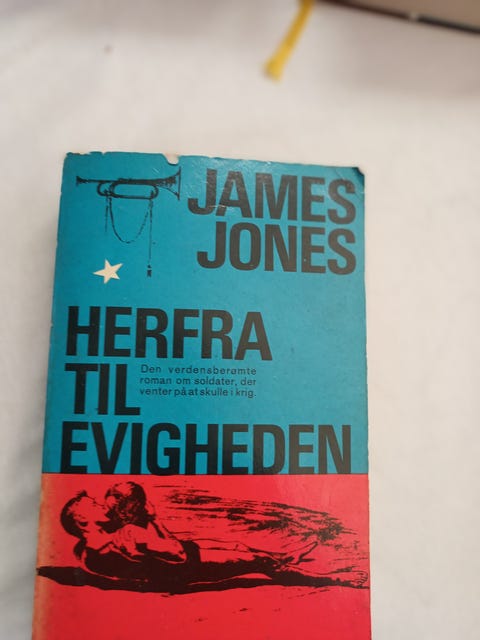 JAMES
JONES
HERFRA
TIL
EVIGHEDEN
Den verdensberømte
roman om soldater, der
venter på at skulle i krig.